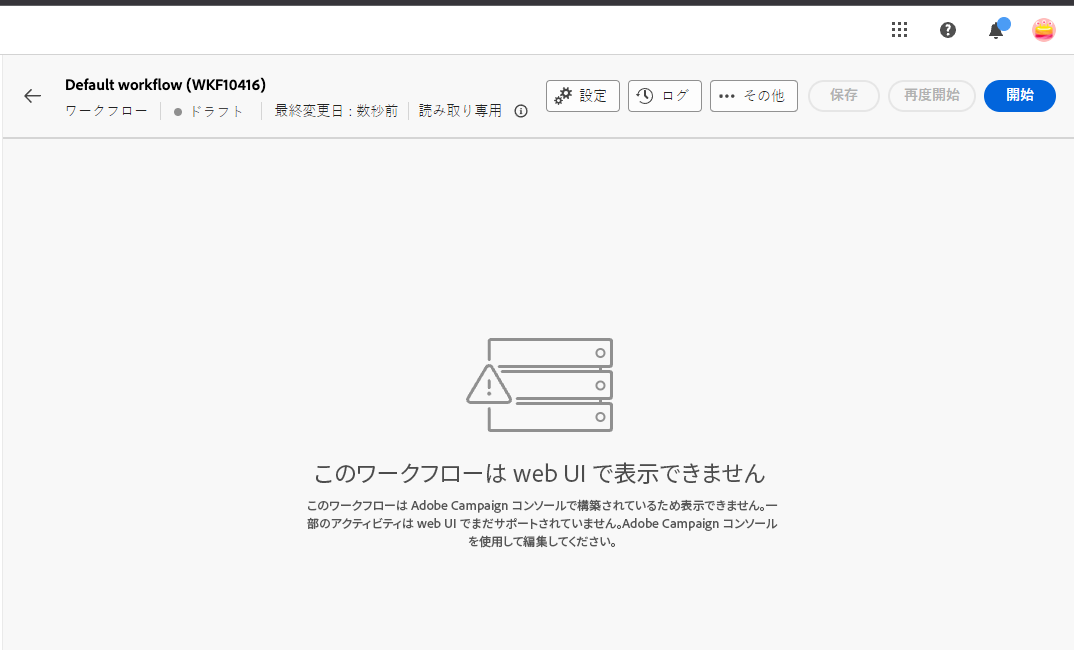 Default workflow (WKF10416)
ワークフロー ドラフト 最終変更日 : 数秒前 読み取り専用
設定 ログ その他 保存 再度開始 開始
このワークフローは web UI で表示できません
このワークフローは Adobe Campaign コンソールで構築されているため表示できません。一
部のアクティビティは web UI でまだサポートされていません。Adobe Campaign コンソール
を使用して編集してください。